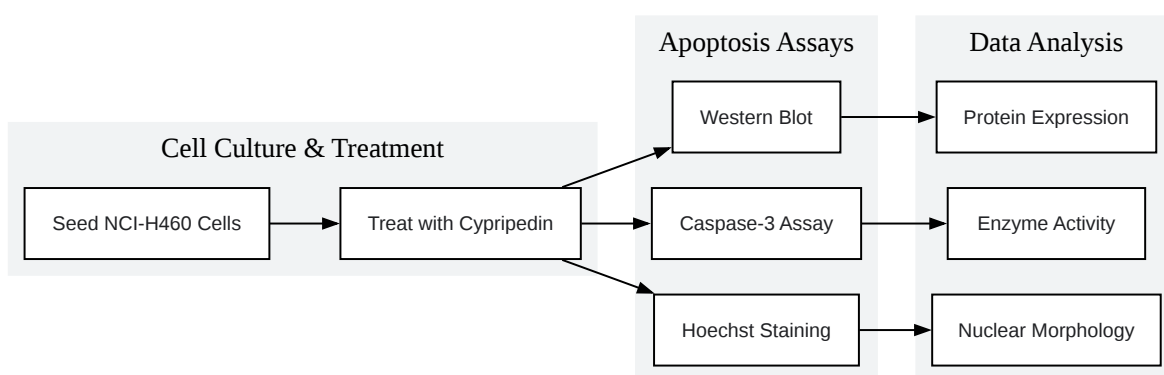 Cell Culture & Treatment
Seed NCI-H460 Cells
Treat with Cypripedin
Apoptosis Assays
Western Blot
Caspase-3 Assay
Hoechst Staining
Data Analysis
Protein Expression
Enzyme Activity
Nuclear Morphology